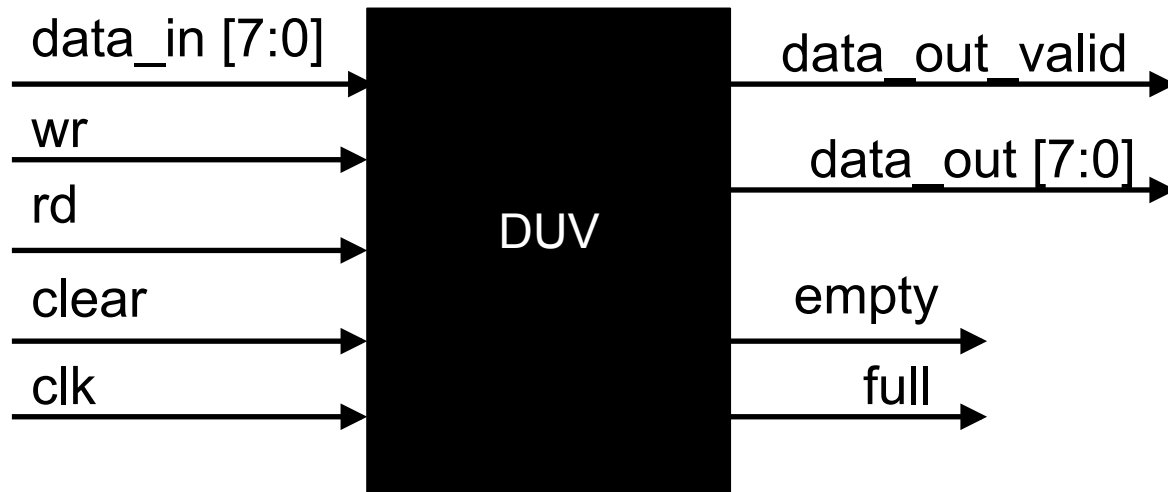 data_in [7:0]
wr
rd
clear
clk
DUV
data_out_valid
data_out [7:0]
empty
full